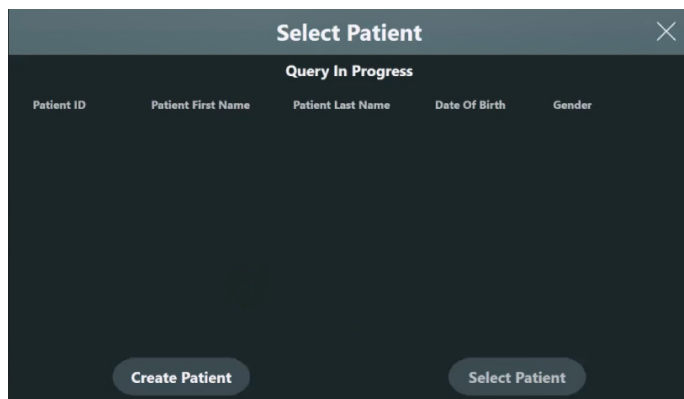 Select Patient
Query In Progress
Patient ID Patient First Name Patient Last Name Date Of Birth Gender
Create Patient Select Patient